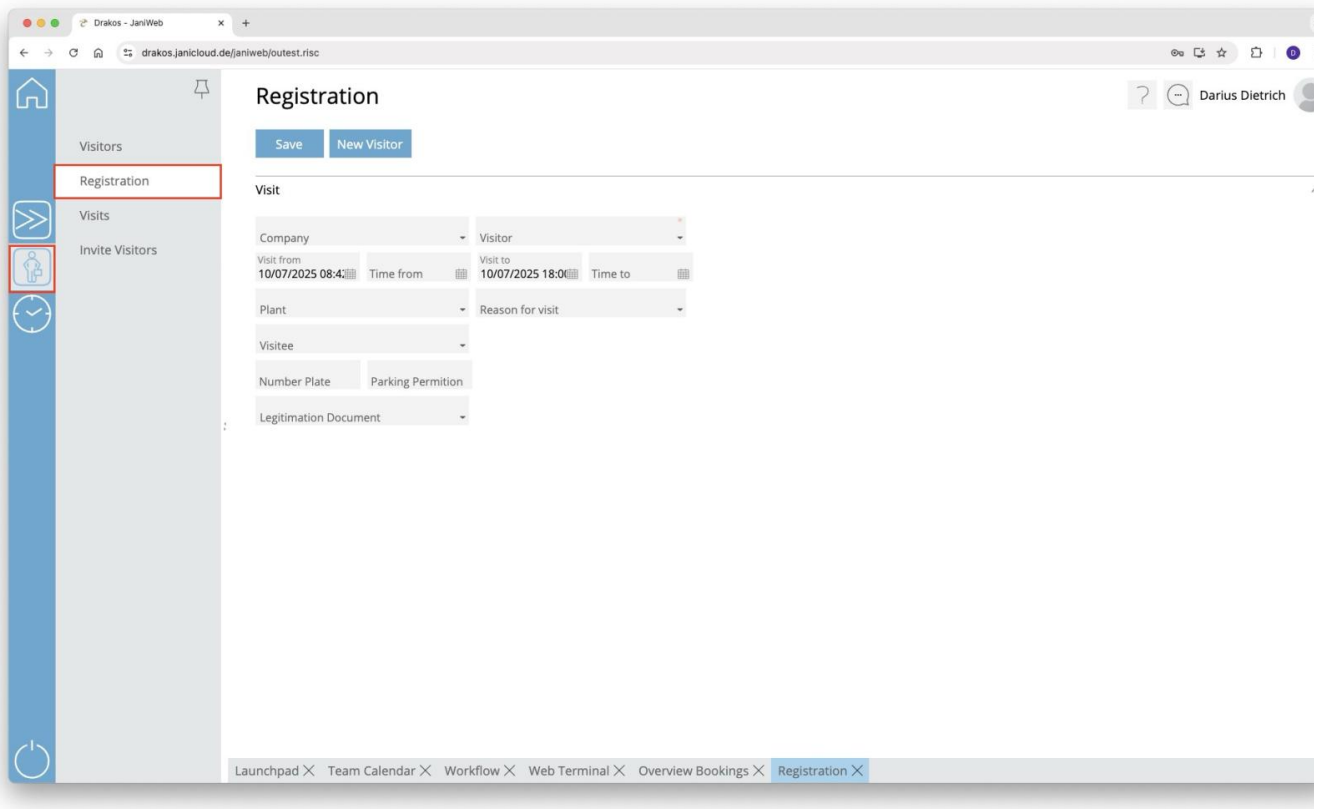 Drakos - JaniWeb
drakos.janicloud.de/janiweb/outest.risc
D
Registration
Darius Dietrich
Save New Visitor
Visitors
Registration
Visits
Invite Visitors
Visit
Company Visitor *
Visit from Visit to
10/07/2025 08:42 Time from 10/07/2025 18:00 Time to
Plant Reason for visit
Visitee
Number Plate Parking Permition
Legitimation Document
Launchpad Team Calendar Workflow Web Terminal Overview Bookings Registration